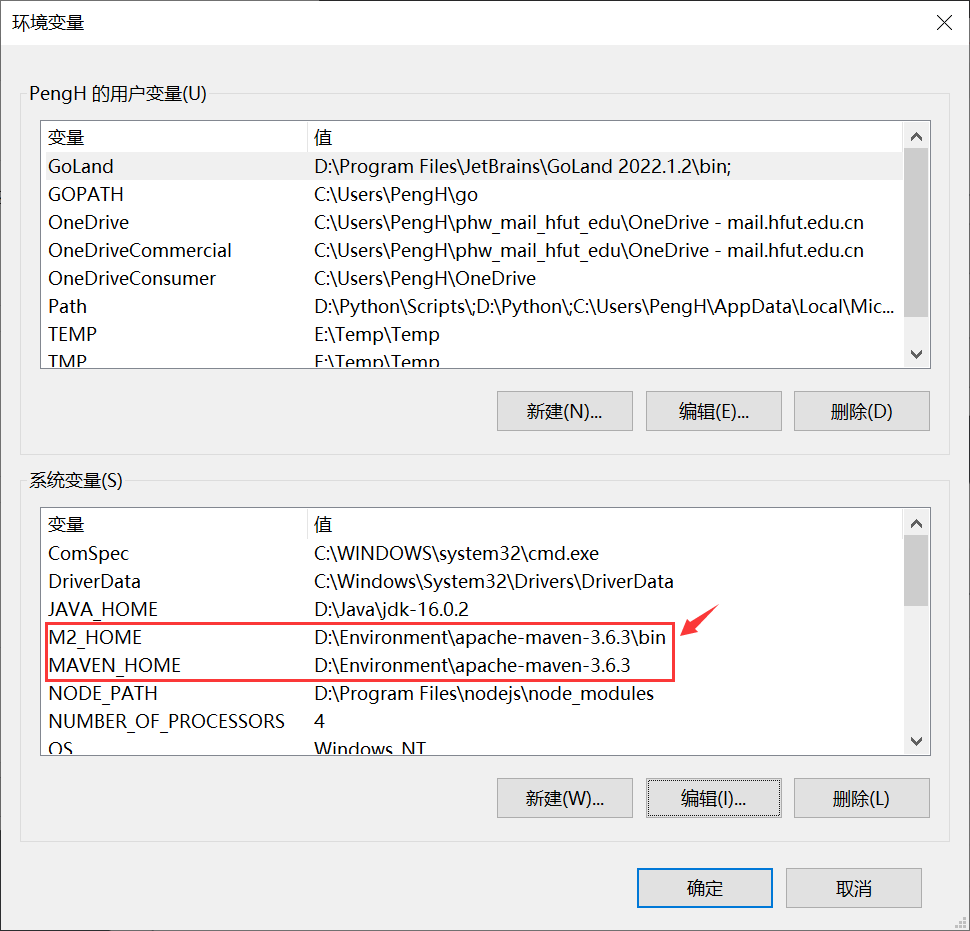 环境变量
PengH 的用户变量(U)
变量 值
GoLand D:\Program Files\JetBrains\GoLand 2022.1.2\bin;
GOPATH C:\Users\PengH\go
OneDrive C:\Users\PengH\phw_mail_hfut_edu\OneDrive - mail.hfut.edu.cn
OneDriveCommercial C:\Users\PengH\phw_mail_hfut_edu\OneDrive - mail.hfut.edu.cn
OneDriveConsumer C:\Users\PengH\OneDrive
Path D:\Python\Scripts\;D:\Python\;C:\Users\PengH\AppData\Local\Mic...
TEMP E:\Temp\Temp
TMP E:\Temp\Temp
新建(N)... 编辑(E)... 删除(D)
系统变量(S)
变量 值
ComSpec C:\WINDOWS\system32\cmd.exe
DriverData C:\Windows\System32\Drivers\DriverData
JAVA_HOME D:\Java\jdk-16.0.2
M2_HOME D:\Environment\apache-maven-3.6.3\bin
MAVEN_HOME D:\Environment\apache-maven-3.6.3
NODE_PATH D:\Program Files\nodejs\node_modules
NUMBER_OF_PROCESSORS 4
OS Windows_NT
新建(W)... 编辑(I)... 删除(L)
确定 取消